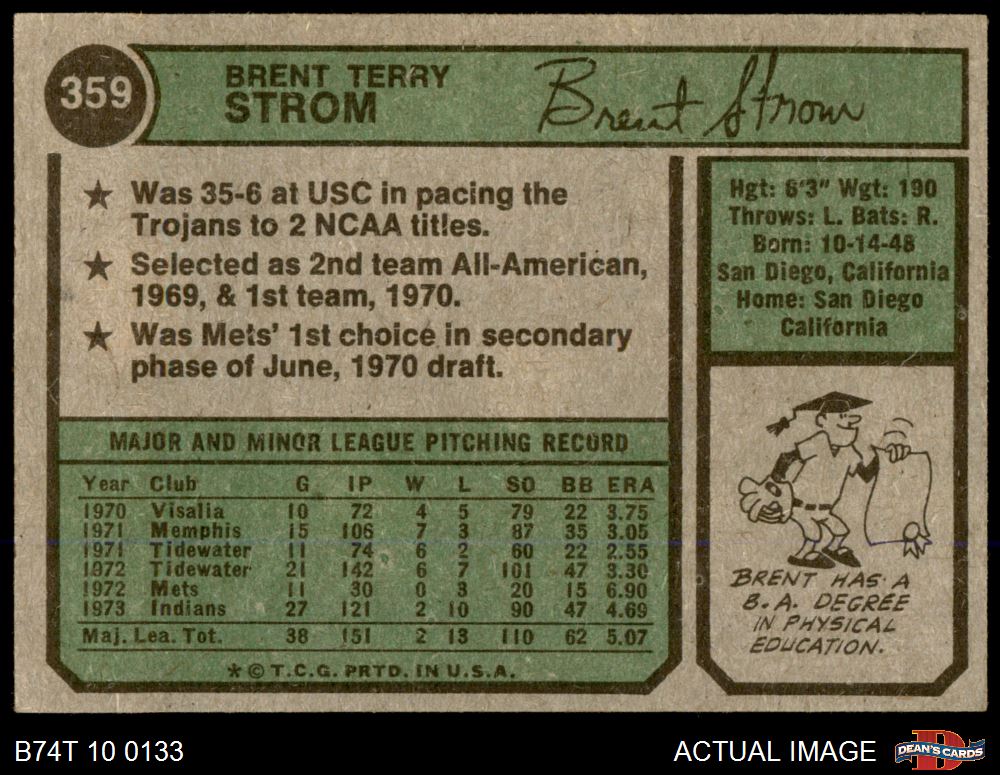 359
BRENT TERRY
STROM
Brent Strom
★ Was 35-6 at USC in pacing the
Trojans to 2 NCAA titles.
★ Selected as 2nd team All-American,
1969, & 1st team, 1970.
★ Was Mets' 1st choice in secondary
phase of June, 1970 draft.
Hgt: 6'3" Wgt: 190
Throws: L. Bats: R.
Born: 10-14-48
San Diego, California
Home: San Diego
California
MAJOR AND MINOR LEAGUE PITCHING RECORD
Year Club G IP W L SO BB ERA
1970 Visalia 10 72 4 5 79 22 3.75
1971 Memphis 15 106 7 3 87 35 3.05
1971 Tidewater 11 74 6 2 60 22 2.55
1972 Tidewater 21 142 6 7 101 47 3.30
1972 Mets 11 30 0 3 20 15 6.90
1973 Indians 27 121 2 10 90 47 4.69
Maj. Lea. Tot. 38 151 2 13 110 62 5.07
* © T.C.G. PRTD. IN U.S.A.
BRENT HAS A
B.A. DEGREE
IN PHYSICAL
EDUCATION.
B74T 10 0133
ACTUAL IMAGE
DEAN'S CARDS